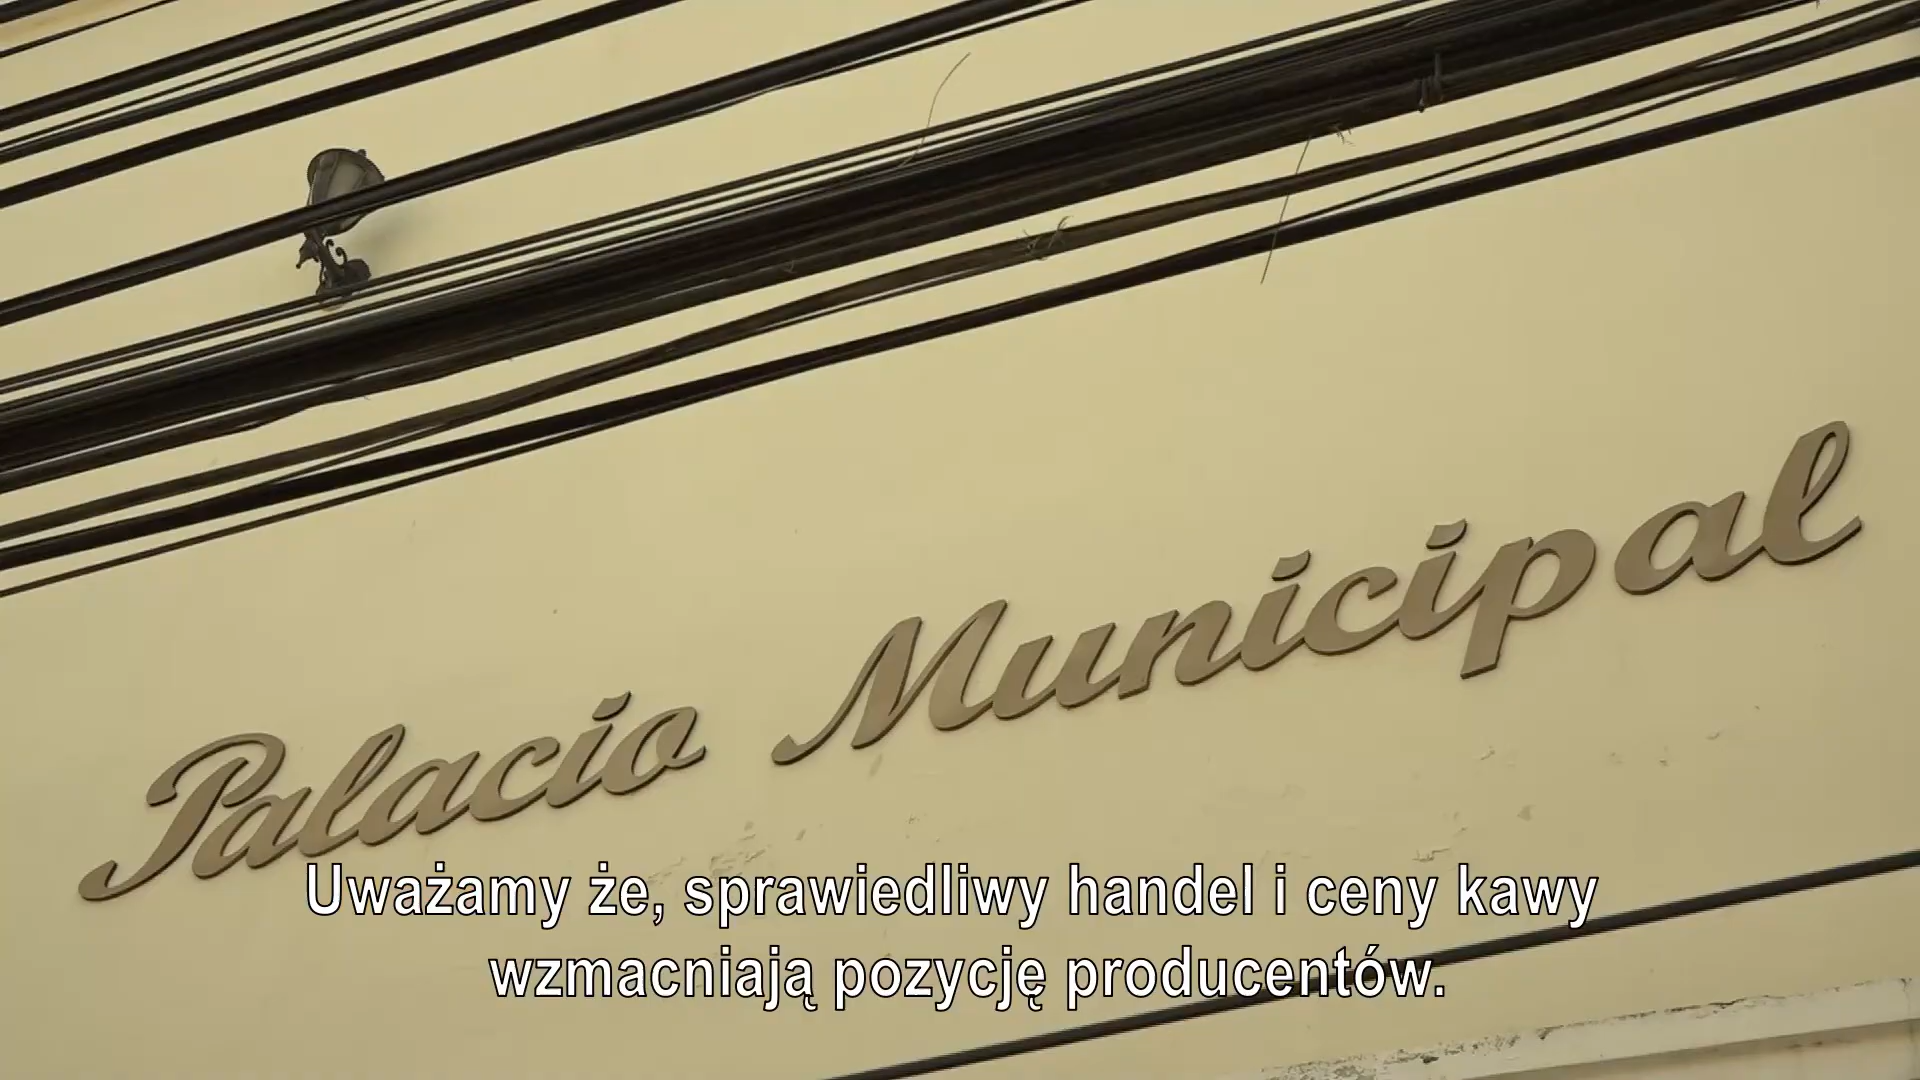 Palacio Municipal
Uważamy że, sprawiedliwy handel i ceny kawy
wzmacniają pozycję producentów.